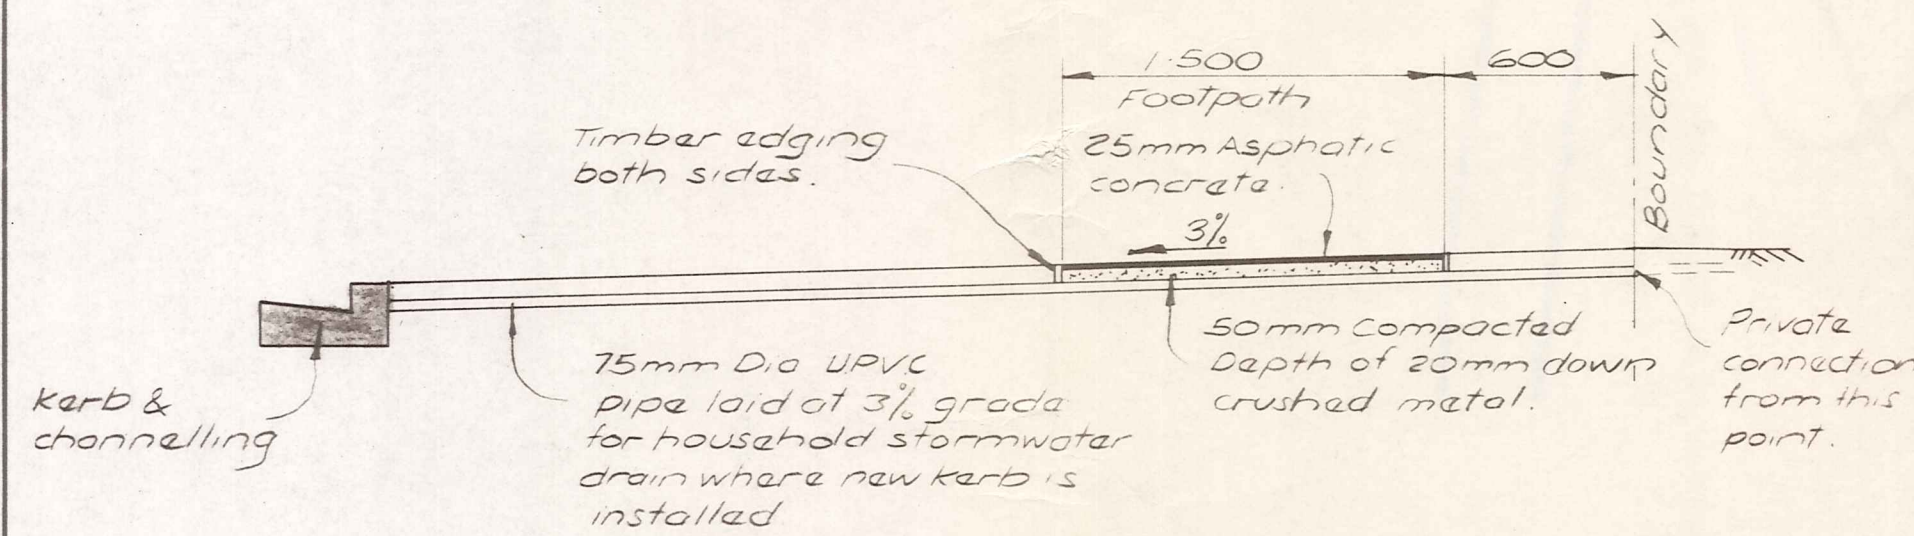 1.500
600
Footpath
Boundary
Timber edging
both sides.
25mm Asphatic
concrete.
3%
Kerb &
channelling
75mm Dia UPVC
pipe laid at 3% grade
for household stormwater
drain where new kerb is
installed
50mm Compacted
Depth of 20mm down
crushed metal.
Private
connection
from this
point.